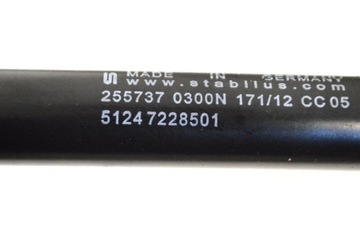 MADE IN GERMANY
www.stabilus.com
255737 0300N 171/12 CC05
51247228501